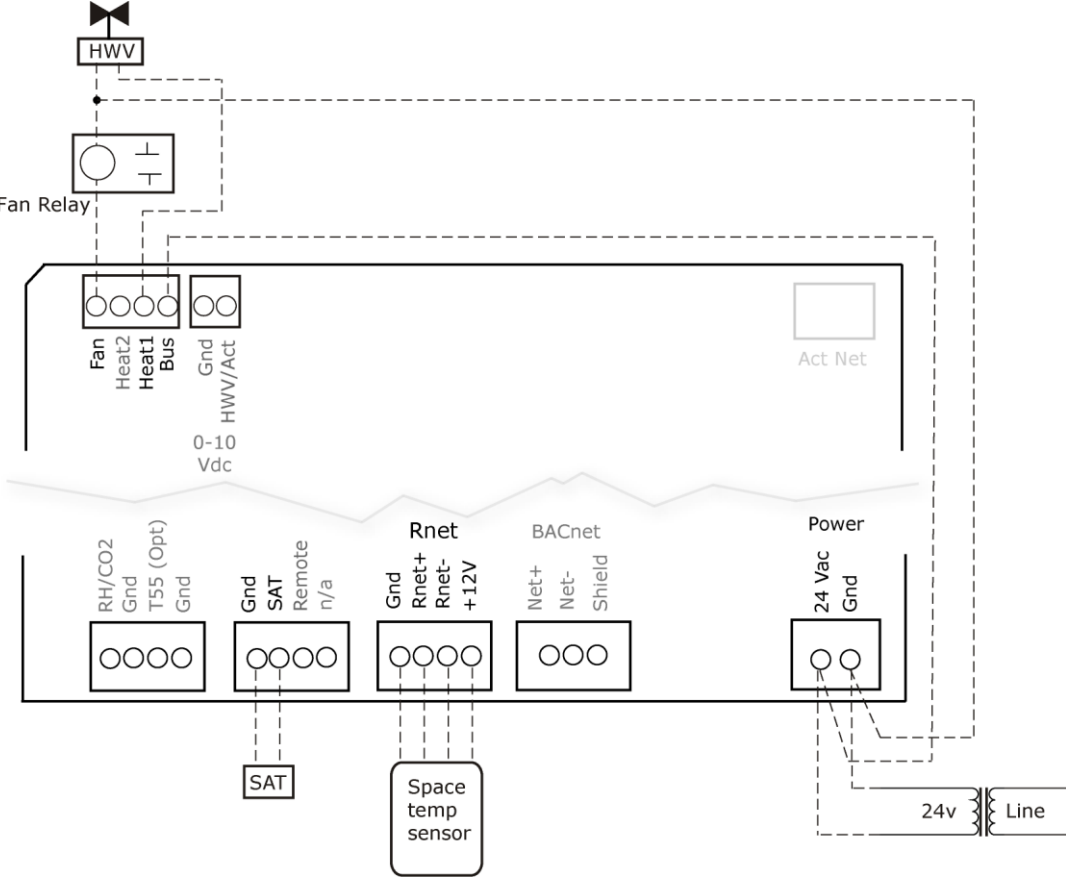 HWV
Fan Relay
Fan
Heat2
Heat1
Bus
Gnd
HWV/Act
0-10
Vdc
Act Net
RH/CO2
Gnd
T55 (Opt)
Gnd
Gnd
SAT
Remote
n/a
Rnet
Gnd
Rnet+
Rnet-
+12V
BACnet
Net+
Net-
Shield
Power
24 Vac
Gnd
SAT
Space
temp
sensor
24v
Line